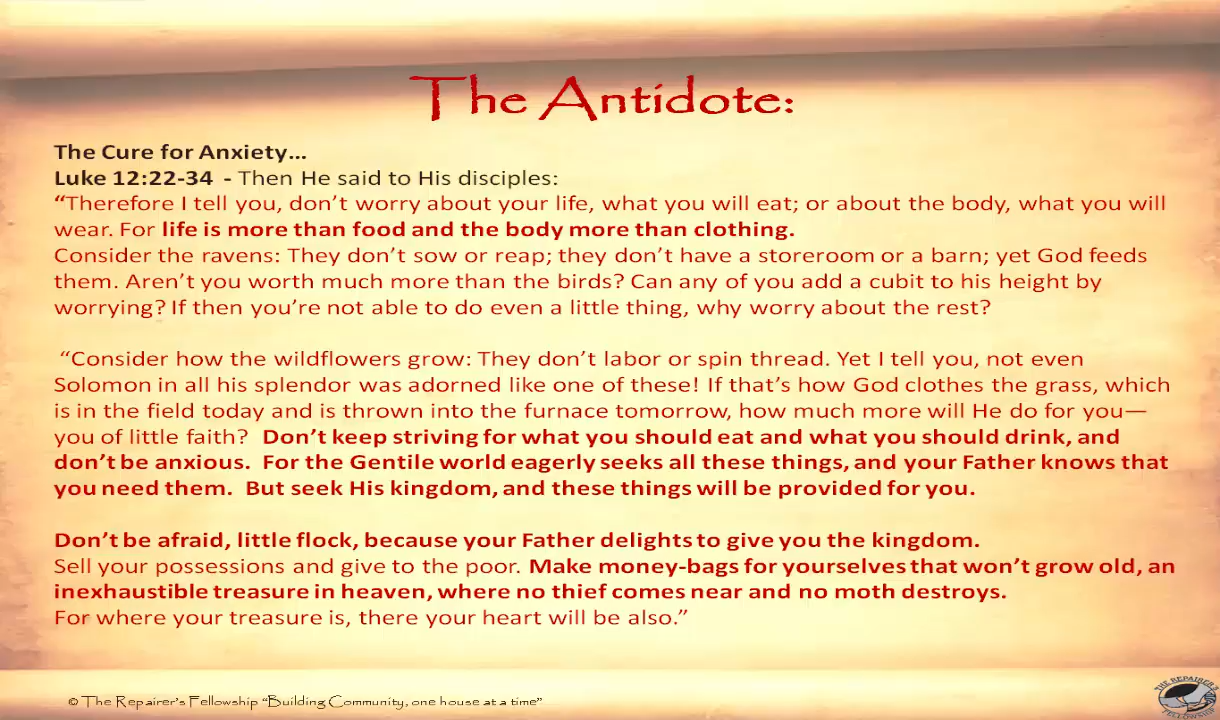 The Antidote:
The Cure for Anxiety…
Luke 12:22-34 - Then He said to His disciples:
“Therefore I tell you, don’t worry about your life, what you will eat; or about the body, what you will
wear. For life is more than food and the body more than clothing.
Consider the ravens: They don’t sow or reap; they don’t have a storeroom or a barn; yet God feeds
them. Aren’t you worth much more than the birds? Can any of you add a cubit to his height by
worrying? If then you’re not able to do even a little thing, why worry about the rest?
“Consider how the wildflowers grow: They don’t labor or spin thread. Yet I tell you, not even
Solomon in all his splendor was adorned like one of these! If that’s how God clothes the grass, which
is in the field today and is thrown into the furnace tomorrow, how much more will He do for you—
you of little faith? Don’t keep striving for what you should eat and what you should drink, and
don’t be anxious. For the Gentile world eagerly seeks all these things, and your Father knows that
you need them. But seek His kingdom, and these things will be provided for you.
Don’t be afraid, little flock, because your Father delights to give you the kingdom.
Sell your possessions and give to the poor. Make money-bags for yourselves that won’t grow old, an
inexhaustible treasure in heaven, where no thief comes near and no moth destroys.
For where your treasure is, there your heart will be also.”
© The Repairer’s Fellowship “Building Community, one house at a time”
THE REPAIRER’S
FELLOWSHIP